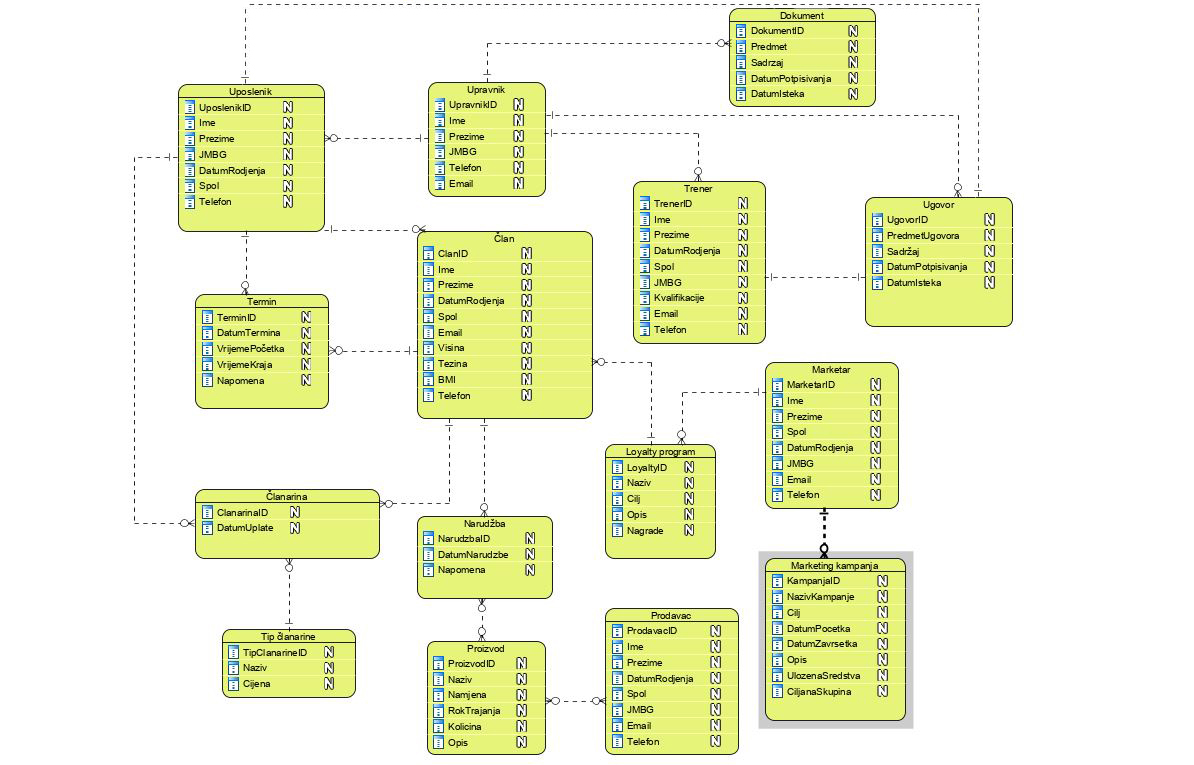 Dokument
DokumentID N
Predmet N
Sadrzaj N
DatumPotpisivanja N
DatumIsteka N
Uposlenik
UposlenikID N
Ime N
Prezime N
JMBG N
DatumRodjenja N
Spol N
Telefon N
Upravnik
UpravnikID N
Ime N
Prezime N
JMBG N
Telefon N
Email N
Trener
TrenerID N
Ime N
Prezime N
DatumRodjenja N
Spol N
JMBG N
Kvalifikacije N
Email N
Telefon N
Ugovor
UgovorID N
PredmetUgovora N
Sadržaj N
DatumPotpisivanja N
DatumIsteka N
Član
ClanID N
Ime N
Prezime N
DatumRodjenja N
Spol N
Email N
Visina N
Tezina N
BMI N
Telefon N
Termin
TerminID N
DatumTermina N
VrijemePočetka N
VrijemeKraja N
Napomena N
Marketar
MarketarID N
Ime N
Prezime N
Spol N
DatumRodjenja N
JMBG N
Email N
Telefon N
Loyalty program
LoyaltyID N
Naziv N
Cilj N
Opis N
Nagrade N
Članarina
ClanarinaID N
DatumUplate N
Narudžba
NarudzbaID N
DatumNarudzbe N
Napomena N
Marketing kampanja
KampanjaID N
NazivKampanje N
Cilj N
DatumPocetka N
DatumZavrsetka N
Opis N
UlozenaSredstva N
CiljanaSkupina N
Tip članarine
TipClanarineID N
Naziv N
Cijena N
Proizvod
ProizvodID N
Naziv N
Namjena N
RokTrajanja N
Kolicina N
Opis N
Prodavac
ProdavacID N
Ime N
Prezime N
DatumRodjenja N
Spol N
JMBG N
Email N
Telefon N